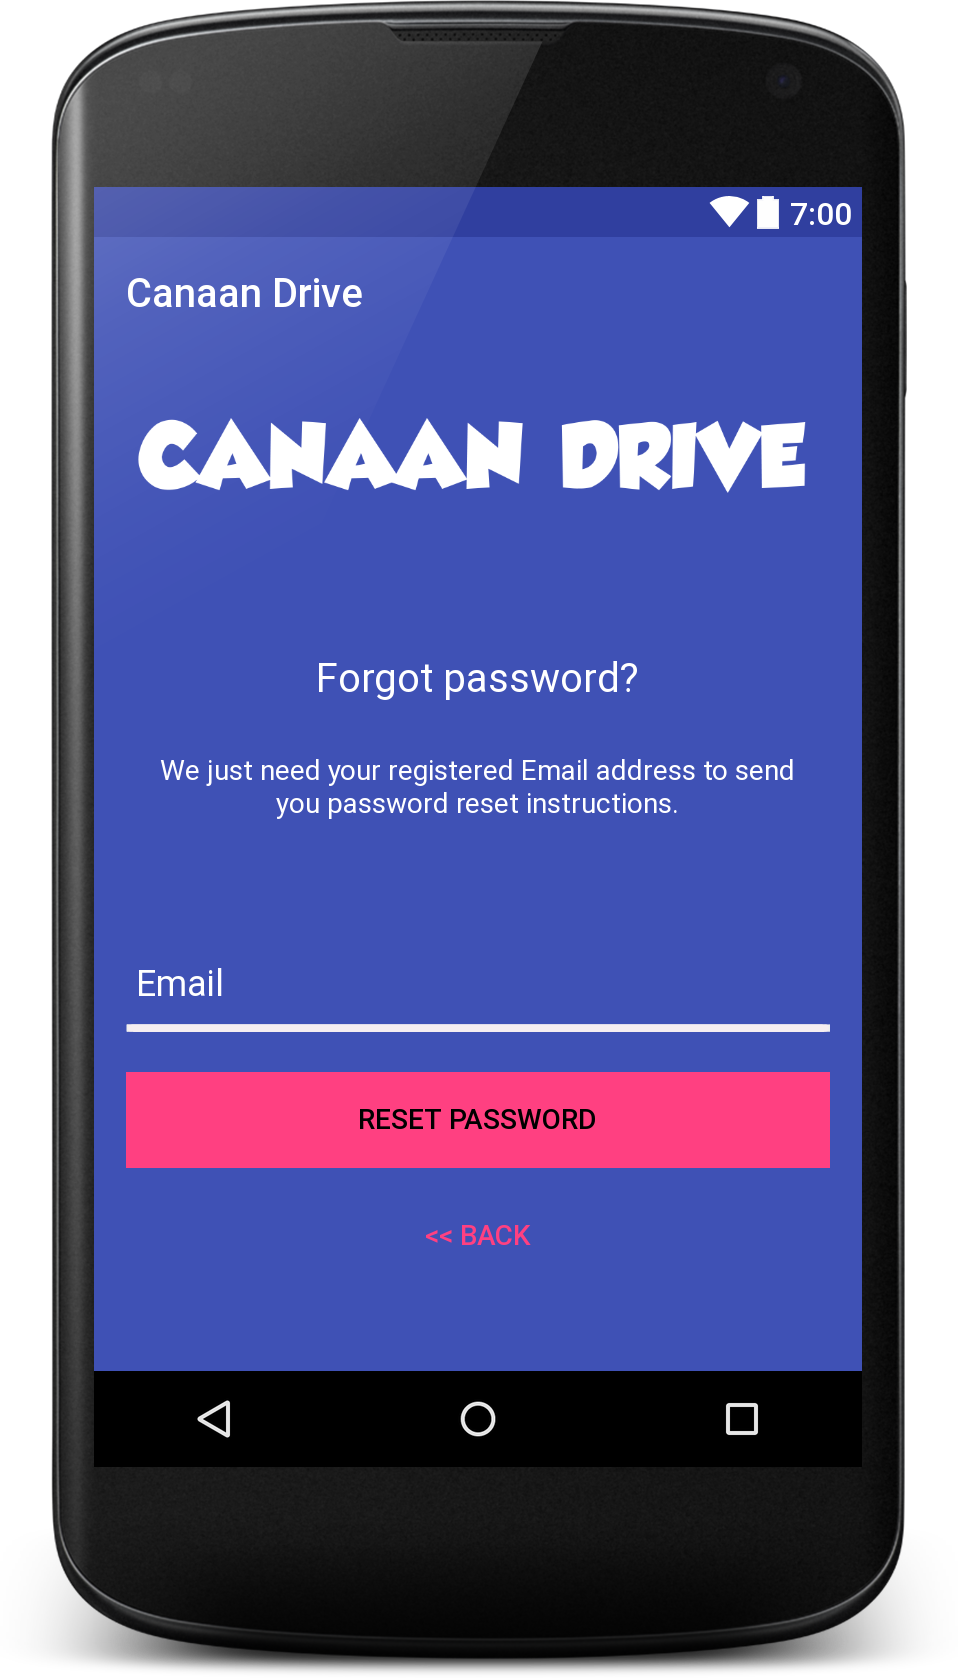 7:00
Canaan Drive
CANAAN DRIVE
Forgot password?
We just need your registered Email address to send
you password reset instructions.
Email
RESET PASSWORD
<< BACK